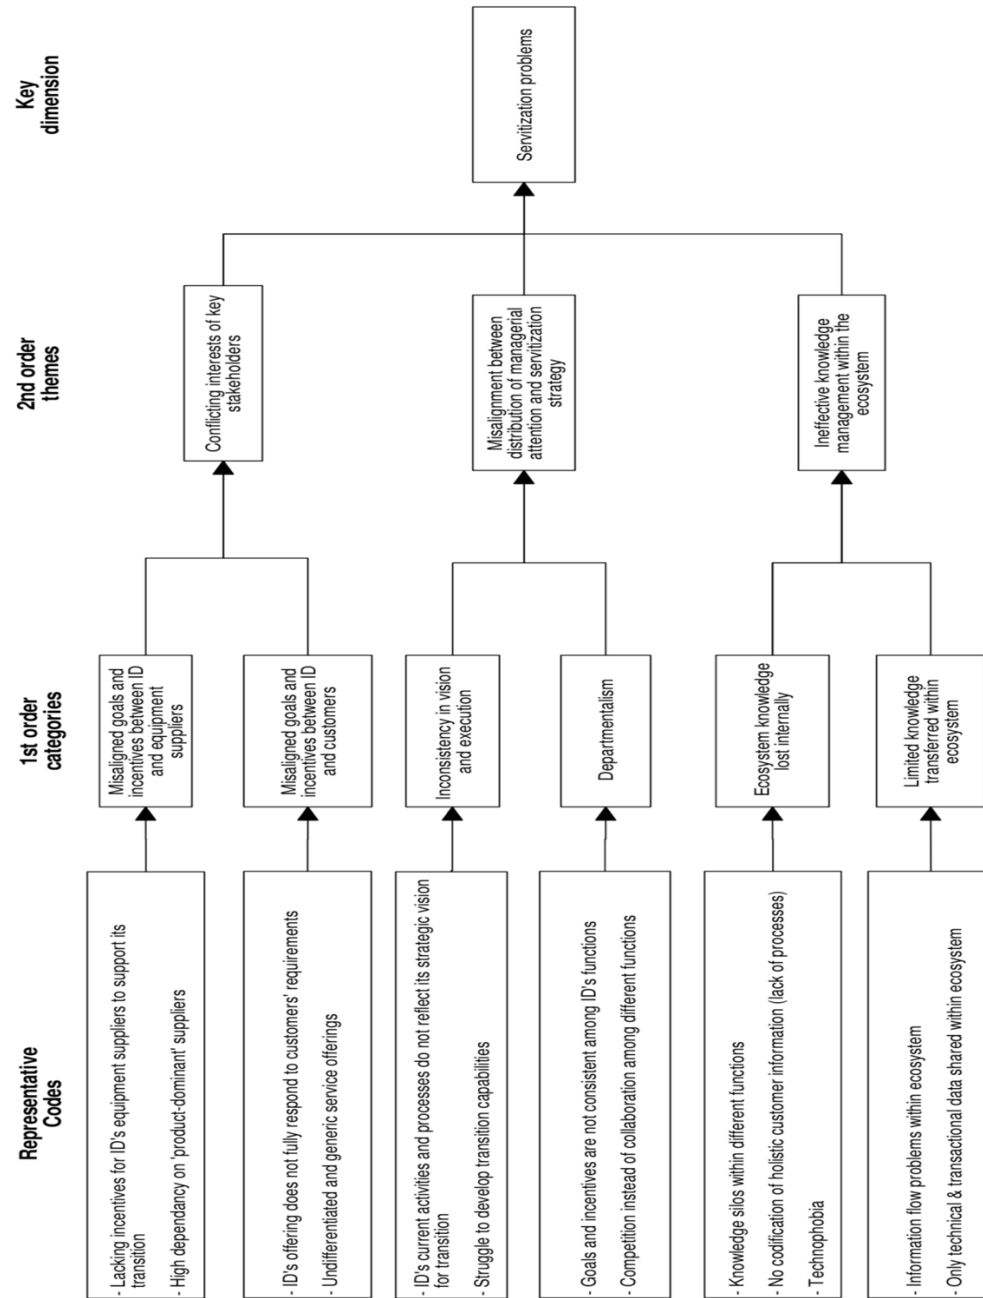 Representative
Codes
1st order
categories
2nd order
themes
Key
dimension
- Lacking incentives for ID's equipment suppliers to support its
transition
- High dependancy on 'product-dominant' suppliers
Misaligned goals and
incentives between ID
and equipment
suppliers
- ID's offering does not fully respond to customers' requirements
- Undifferentiated and generic service offerings
Misaligned goals and
incentives between ID
and customers
Conflicting interests of key
stakeholders
- ID's current activities and processes do not reflect its strategic vision
for transition
- Struggle to develop transition capabilities
Inconsistency in vision
and execution
- Goals and incentives are not consistent among ID's functions
- Competition instead of collaboration among different functions
Departmentalism
Misalignment between
distribution of managerial
attention and servitization
strategy
- Knowledge silos within different functions
- No codification of holistic customer information (lack of processes)
- Technophobia
Ecosystem knowledge
lost internally
- Information flow problems within ecosystem
- Only technical & transactional data shared within ecosystem
Limited knowledge
transferred within
ecosystem
Ineffective knowledge
management within the
ecosystem
Servitization problems